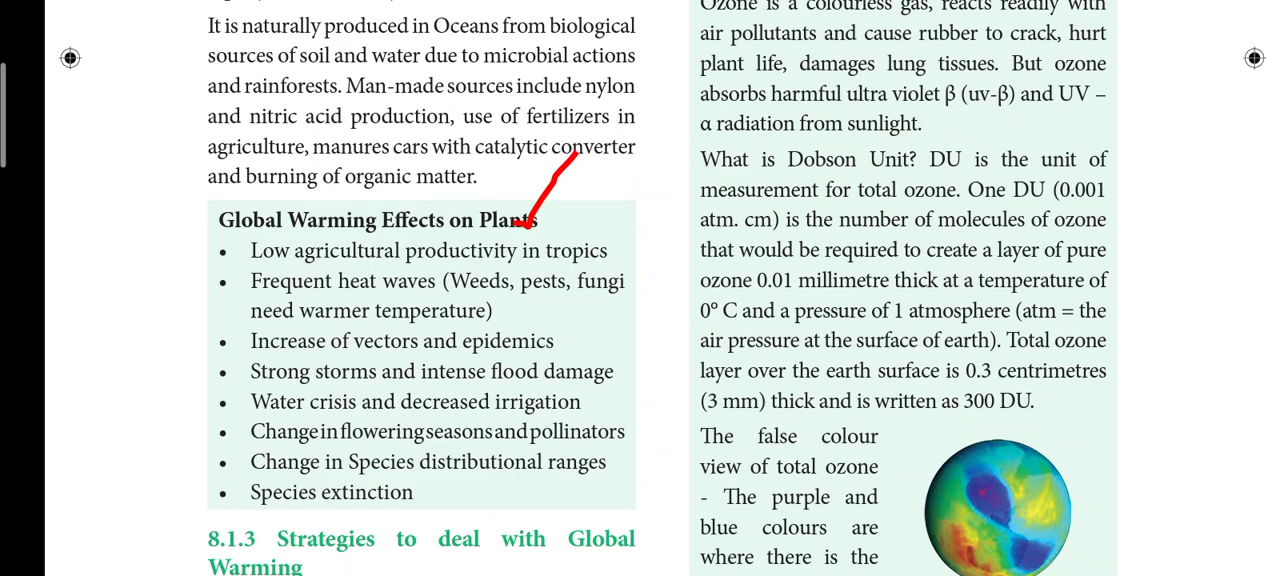 It is naturally produced in Oceans from biological
sources of soil and water due to microbial actions
and rainforests. Man-made sources include nylon
and nitric acid production, use of fertilizers in
agriculture, manures cars with catalytic converter
and burning of organic matter.
Global Warming Effects on Plants
• Low agricultural productivity in tropics
• Frequent heat waves (Weeds, pests, fungi
need warmer temperature)
• Increase of vectors and epidemics
• Strong storms and intense flood damage
• Water crisis and decreased irrigation
• Change in flowering seasons and pollinators
• Change in Species distributional ranges
• Species extinction
8.1.3 Strategies to deal with Global
Warming
Ozone is a colourless gas, reacts readily with
air pollutants and cause rubber to crack, hurt
plant life, damages lung tissues. But ozone
absorbs harmful ultra violet β (uv-β) and UV –
α radiation from sunlight.
What is Dobson Unit? DU is the unit of
measurement for total ozone. One DU (0.001
atm. cm) is the number of molecules of ozone
that would be required to create a layer of pure
ozone 0.01 millimetre thick at a temperature of
0° C and a pressure of 1 atmosphere (atm = the
air pressure at the surface of earth). Total ozone
layer over the earth surface is 0.3 centrimetres
(3 mm) thick and is written as 300 DU.
The false colour
view of total ozone
- The purple and
blue colours are
where there is the